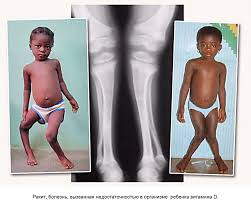 Рахит, болезнь, вызванная недостаточностью в организме ребенка витамина D.